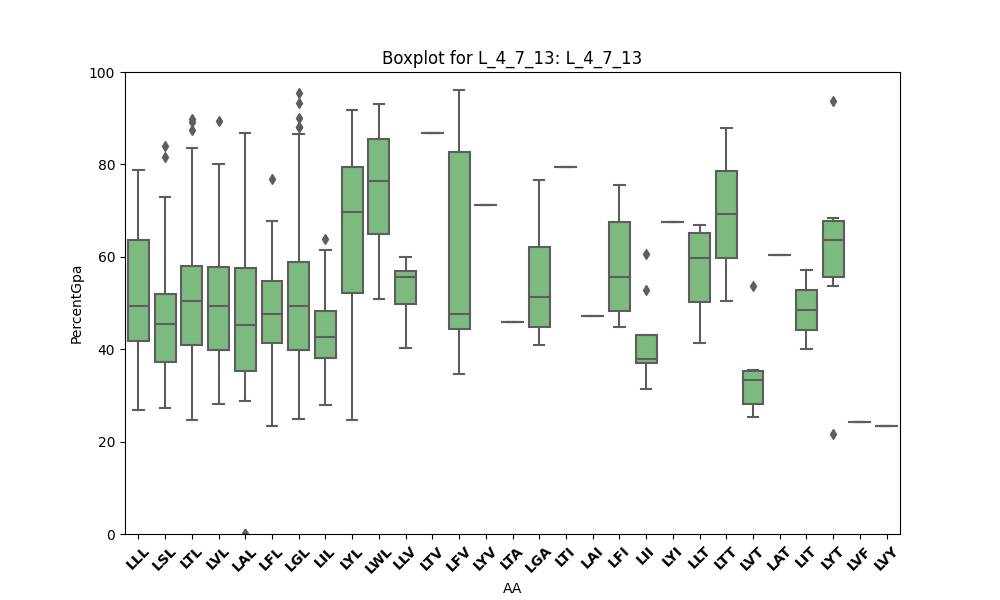 Boxplot for L_4_7_13: L_4_7_13
100
80
60
40
20
0
PercentGpa
LLL LSL LTL LVL LAL LFL LGL LIL LYL LWL LLV LTV LFV LYV LTA LGA LTI LAI LFI LII LYI LLT LTT LVT LAT LIT LYT LVF LVY
AA